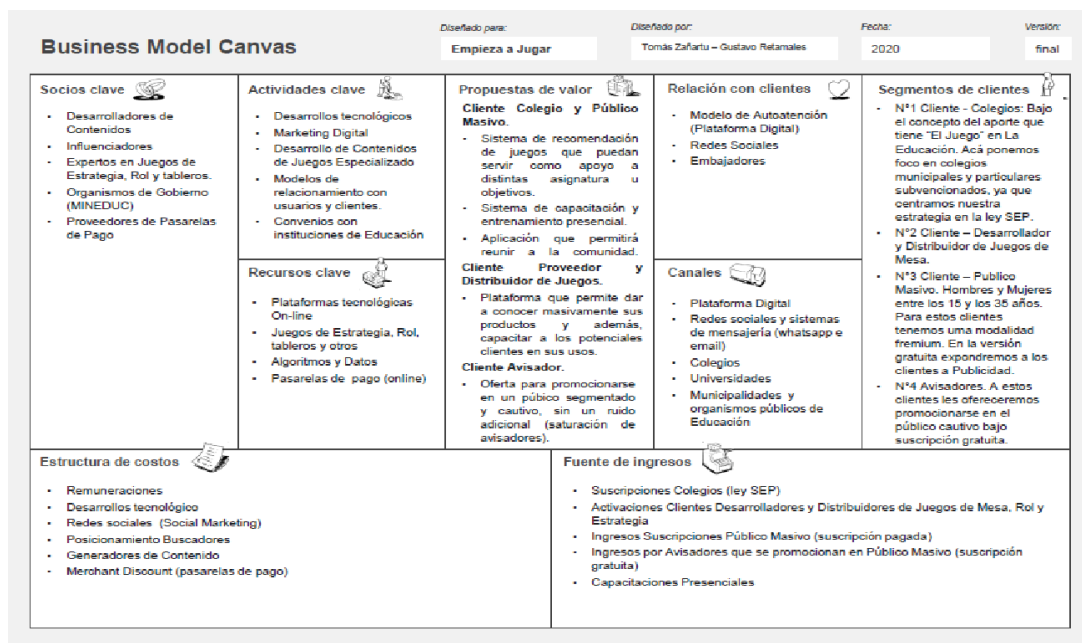 Business Model Canvas
Diseñado para:
Empieza a Jugar
Diseñado por:
Tomás Zañartu – Gustavo Retamales
Fecha:
2020
Versión:
final
Socios clave
• Desarrolladores de
Contenidos
• Influenciadores
• Expertos en Juegos de
Estrategia, Rol y tableros.
• Organismos de Gobierno
(MINEDUC)
• Proveedores de Pasarelas
de Pago
Actividades clave
• Desarrollos tecnológicos
• Marketing Digital
• Desarrollo de Contenidos
de Juegos Especializado
• Modelos de
relacionamiento con
usuarios y clientes.
• Convenios con
instituciones de Educación
Recursos clave
• Plataformas tecnológicas
On-line
• Juegos de Estrategia, Rol,
tableros y otros
• Algoritmos y Datos
• Pasarelas de pago (online)
Propuestas de valor
Cliente Colegio y Público
Masivo.
• Sistema de recomendación
de juegos que puedan
servir como apoyo a
distintas asignatura u
objetivos.
• Sistema de capacitación y
entrenamiento presencial.
• Aplicación que permitirá
reunir a la comunidad.
Cliente Proveedor y
Distribuidor de Juegos.
• Plataforma que permite dar
a conocer masivamente sus
productos y además,
capacitar a los potenciales
clientes en sus usos.
Cliente Avisador.
• Oferta para promocionarse
en un púbico segmentado
y cautivo, sin un ruido
adicional (saturación de
avisadores).
Relación con clientes
• Modelo de Autoatención
(Plataforma Digital)
• Redes Sociales
• Embajadores
Canales
• Plataforma Digital
• Redes sociales y sistemas
de mensajería (whatsapp e
email)
• Colegios
• Universidades
• Municipalidades y
organismos públicos de
Educación
Segmentos de clientes
• N°1 Cliente - Colegios: Bajo
el concepto del aporte que
tiene “El Juego” en La
Educación. Acá ponemos
foco en colegios
municipales y particulares
subvencionados, ya que
centramos nuestra
estrategia en la ley SEP.
• N°2 Cliente – Desarrollador
y Distribuidor de Juegos de
Mesa.
• N°3 Cliente – Publico
Masivo. Hombres y Mujeres
entre los 15 y los 35 años.
Para estos clientes
tenemos uma modalidad
fremium. En la versión
gratuita expondremos a los
clientes a Publicidad.
• N°4 Avisadores. A estos
clientes les ofereceremos
promocionarse en el
público cautivo bajo
suscripción gratuita.
Estructura de costos
• Remuneraciones
• Desarrollos tecnológico
• Redes sociales (Social Marketing)
• Posicionamiento Buscadores
• Generadores de Contenido
• Merchant Discount (pasarelas de pago)
Fuente de ingresos
• Suscripciones Colegios (ley SEP)
• Activaciones Clientes Desarrolladores y Distribuidores de Juegos de Mesa, Rol y
Estrategia
• Ingresos Suscripciones Público Masivo (suscripción pagada)
• Ingresos por Avisadores que se promocionan en Público Masivo (suscripción
gratuita)
• Capacitaciones Presenciales